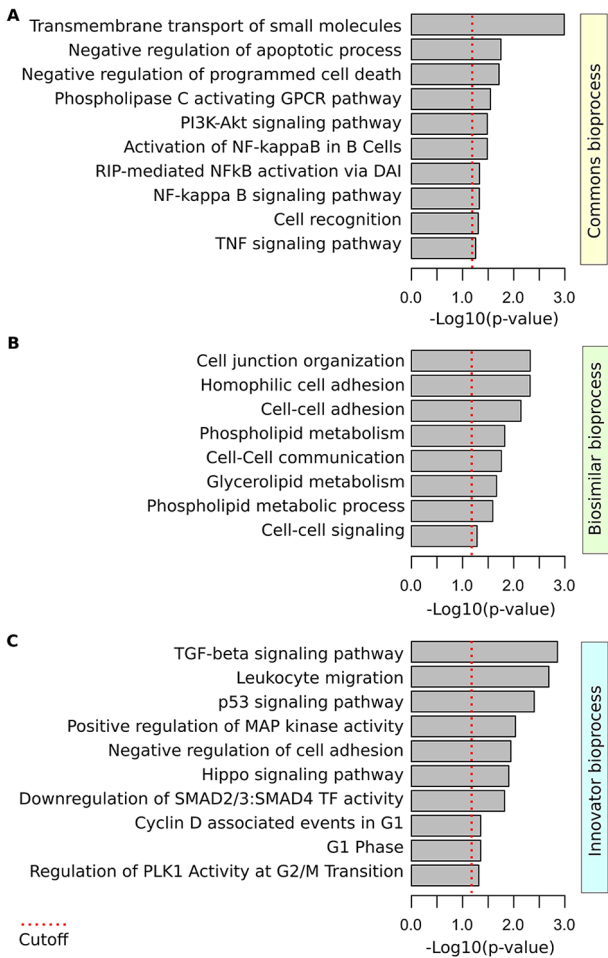 A
Transmembrane transport of small molecules
Negative regulation of apoptotic process
Negative regulation of programmed cell death
Phospholipase C activating GPCR pathway
PI3K-Akt signaling pathway
Activation of NF-kappaB in B Cells
RIP-mediated NFkB activation via DAI
NF-kappa B signaling pathway
Cell recognition
TNF signaling pathway
Commons bioprocess
0.0 1.0 2.0 3.0
-Log10(p-value)
B
Cell junction organization
Homophilic cell adhesion
Cell-cell adhesion
Phospholipid metabolism
Cell-Cell communication
Glycerolipid metabolism
Phospholipid metabolic process
Cell-cell signaling
Biosimilar bioprocess
0.0 1.0 2.0 3.0
-Log10(p-value)
C
TGF-beta signaling pathway
Leukocyte migration
p53 signaling pathway
Positive regulation of MAP kinase activity
Negative regulation of cell adhesion
Hippo signaling pathway
Downregulation of SMAD2/3:SMAD4 TF activity
Cyclin D associated events in G1
G1 Phase
Regulation of PLK1 Activity at G2/M Transition
Innovator bioprocess
0.0 1.0 2.0 3.0
-Log10(p-value)
Cutoff